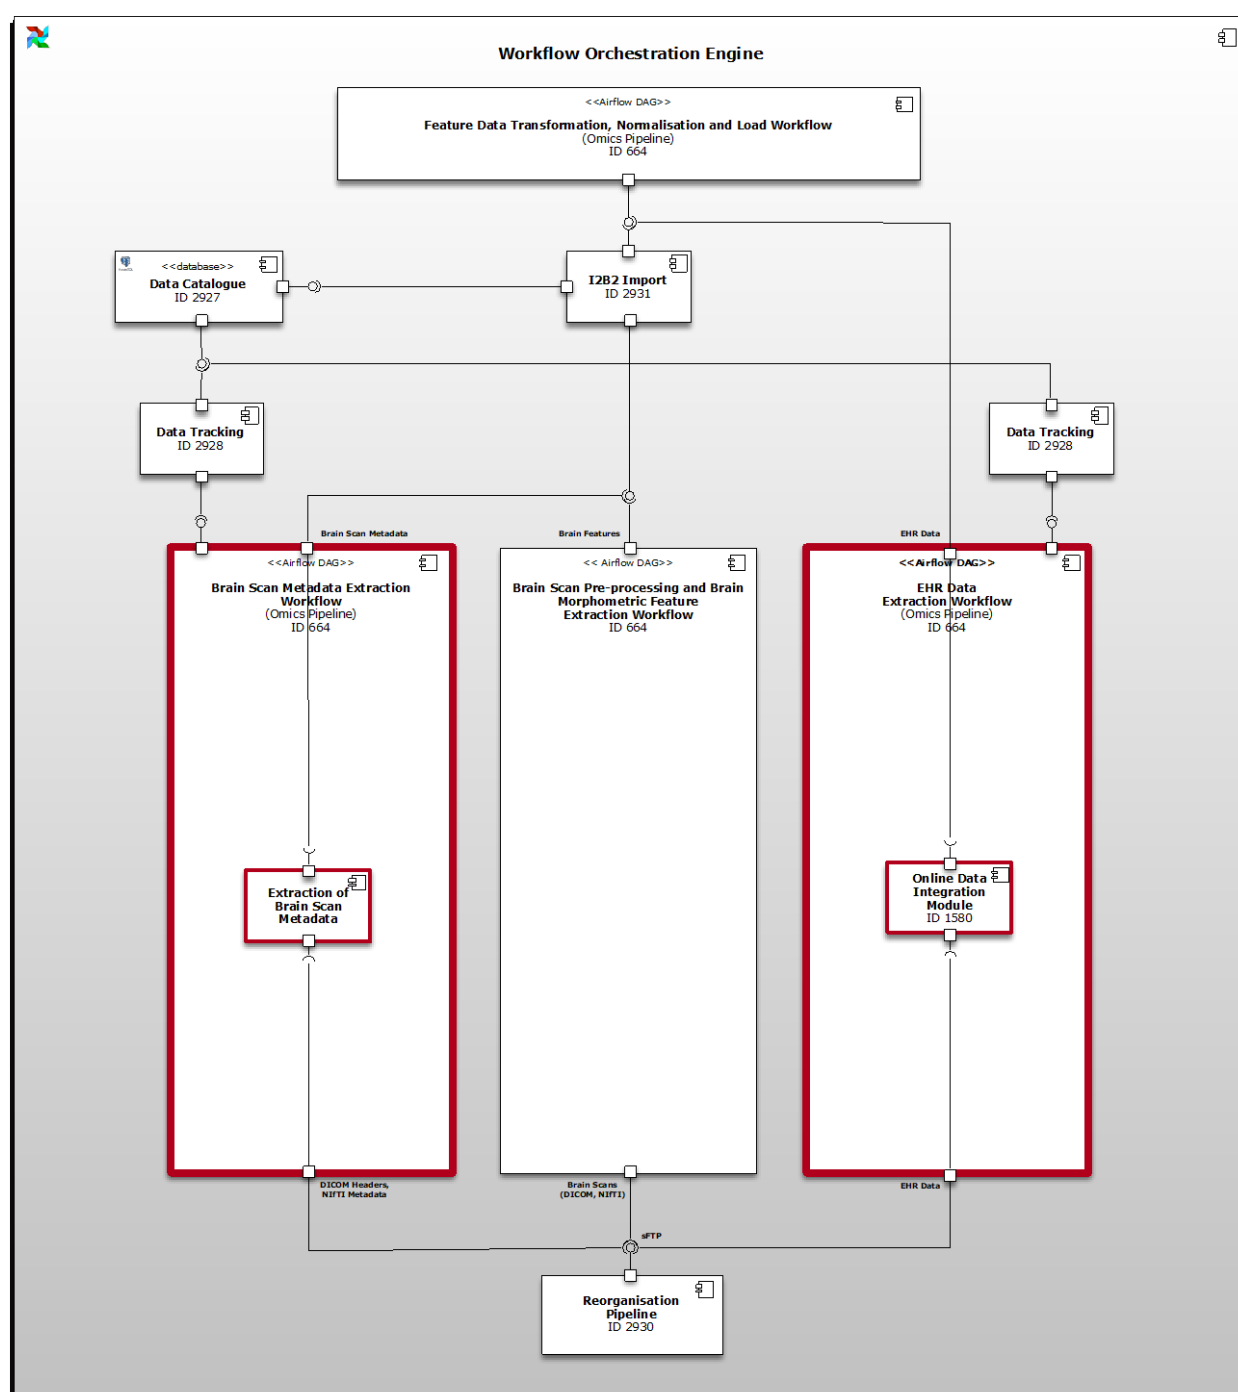 Workflow Orchestration Engine
<<Airflow DAG>>
Feature Data Transformation, Normalisation and Load Workflow
(Omics Pipeline)
ID 664
<<database>>
Data Catalogue
ID 2927
I2B2 Import
ID 2931
Data Tracking
ID 2928
Data Tracking
ID 2928
Brain Scan Metadata
Brain Features
EHR Data
<<Airflow DAG>>
Brain Scan Metadata Extraction
Workflow
(Omics Pipeline)
ID 664
<< Airflow DAG>>
Brain Scan Pre-processing and Brain
Morphometric Feature
Extraction Workflow
ID 664
<<Airflow DAG>>
EHR Data
Extraction Workflow
(Omics Pipeline)
ID 664
Extraction of
Brain Scan
Metadata
Online Data
Integration
Module
ID 1580
DICOM Headers,
NIfTI Metadata
Brain Scans
(DICOM, NIfTI)
EHR Data
sFTP
Reorganisation
Pipeline
ID 2930